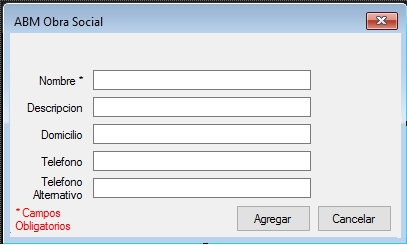 ABM Obra Social
Nombre *
Descripcion
Domicilio
Telefono
Telefono
Alternativo
* Campos
Obligatorios
Agregar
Cancelar